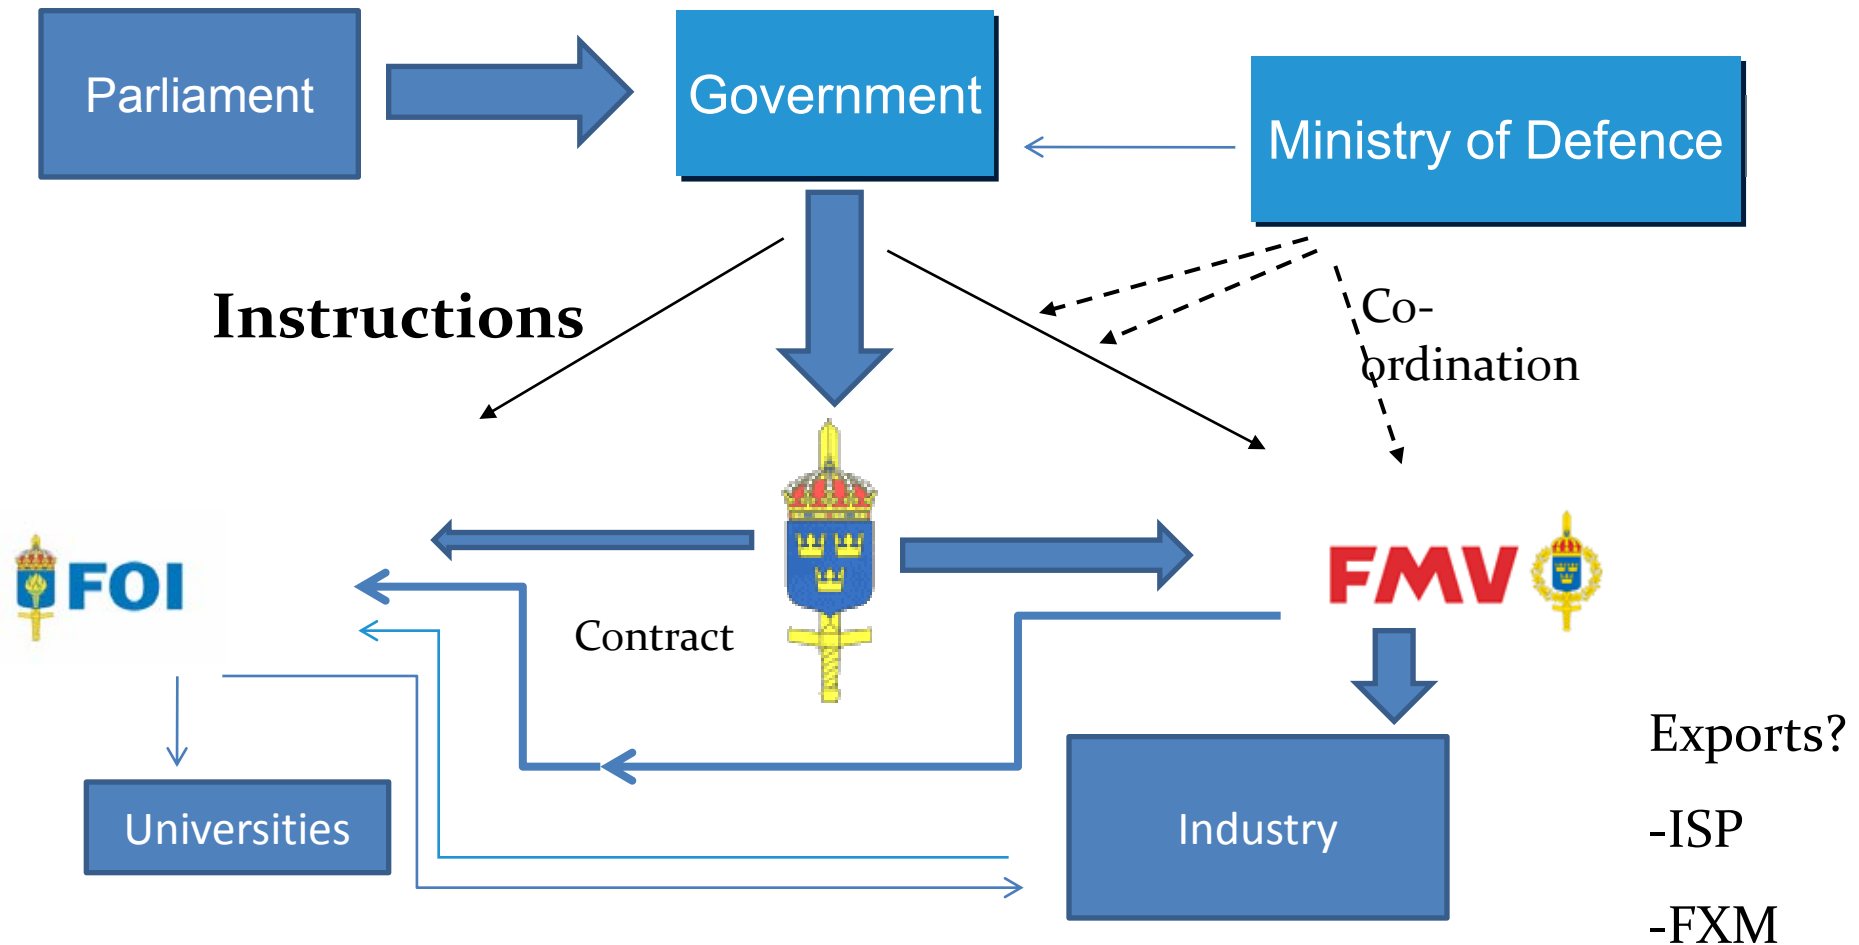 Parliament
Government
Ministry of Defence
Instructions
Co-
ordination
FOI
FMV
Contract
Exports?
Universities
Industry
-ISP
-FXM